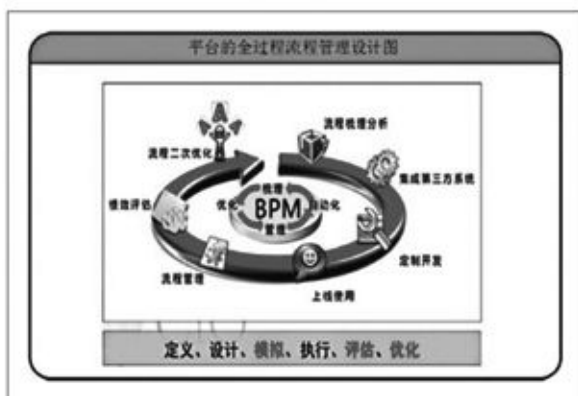 平台的全过程流程管理设计图
流程梳理分析
流程二次优化
集成第三方系统
梳理
绩效评估
优化
BPM
自动化
管理
定制开发
流程管理
上线使用
定义、设计、模拟、执行、评估、优化